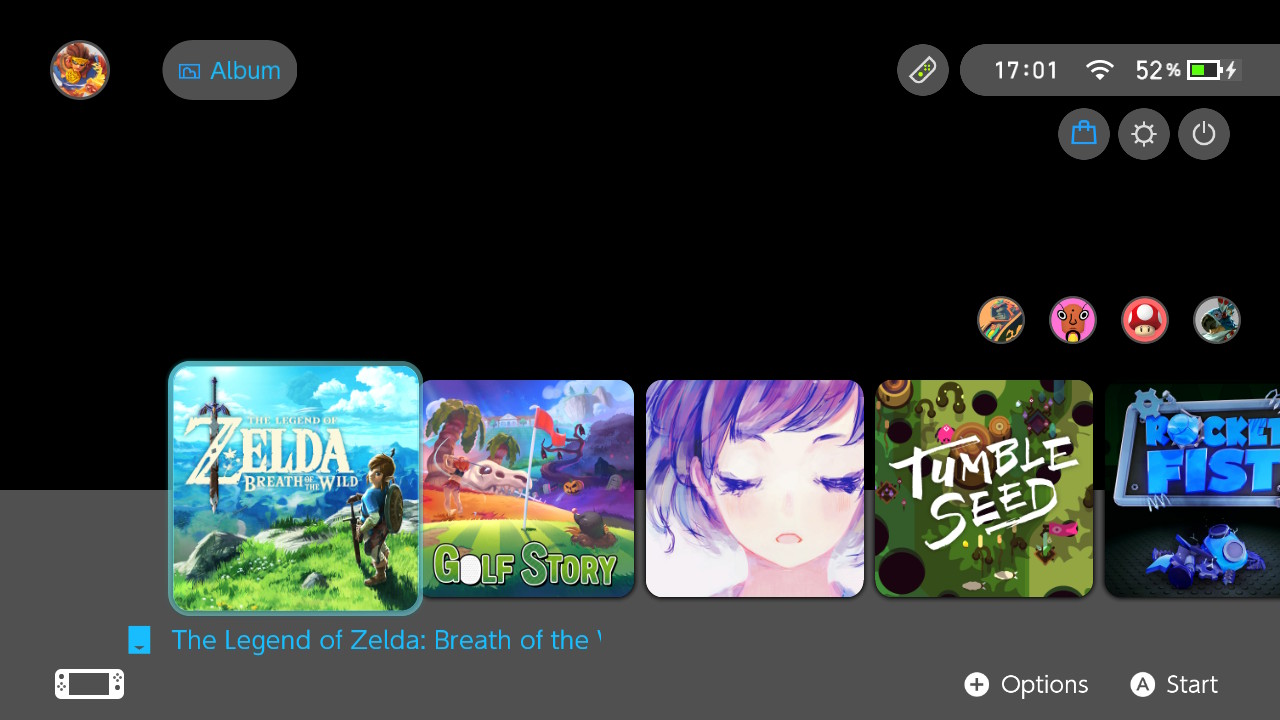 Album
17:01
52%
THE LEGEND OF
ZELDA
BREATH OF THE WILD
GOLF STORY
TUMBLE
SEED
ROCKET
FIST
The Legend of Zelda: Breath of the
+ Options
A Start